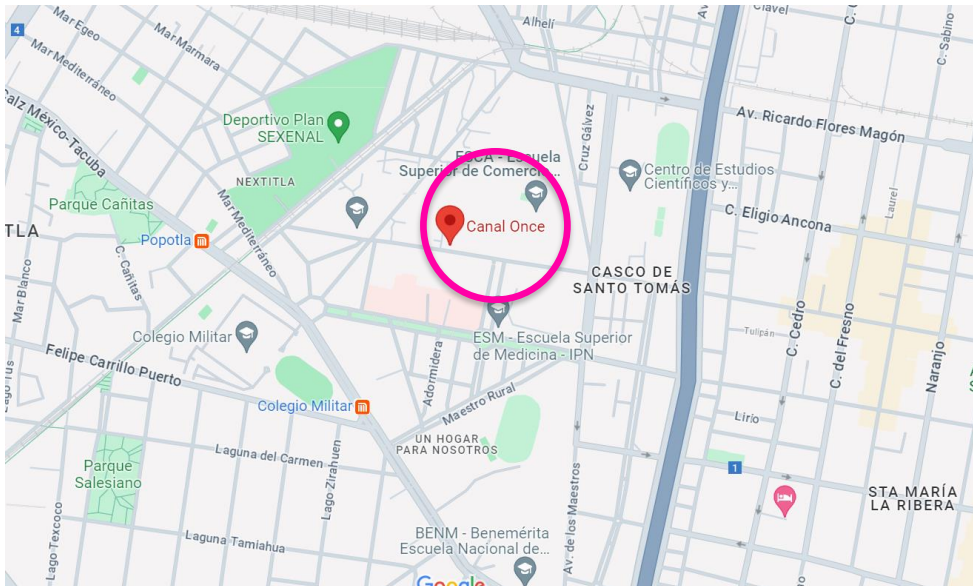 Alhelí
Av
Clavel
C.
C. Sabino
4
Mar Egeo
Mar Marmara
Mar Mediterráneo
Calz México-Tacuba
Deportivo Plan
SEXENAL
Cruz Gálvez
Av. Ricardo Flores Magón
ESCA - Escuela
Superior de Comercio...
Centro de Estudios
Científicos y...
NEXTITLA
Parque Cañitas
Laurel
TLA
Popotla
Mar Mediterráneo
Canal Once
C. Eligio Ancona
C. Cañitas
Mar Blanco
CASCO DE
SANTO TOMÁS
Colegio Militar
ESM - Escuela Superior
de Medicina - IPN
Tulipán
C. Cedro
C. del Fresno
Naranjo
Felipe Carrillo Puerto
Adormidera
Lago
Colegio Militar
Maestro Rural
Lirio
UN HOGAR
PARA NOSOTROS
Laguna del Carmen
Lago Zirahuen
Parque
Salesiano
1
STA MARÍA
LA RIBERA
Lago Texcoco
Laguna Tamiahua
BENM - Benemérita
Escuela Nacional de...
Av. de los Maestros
Google